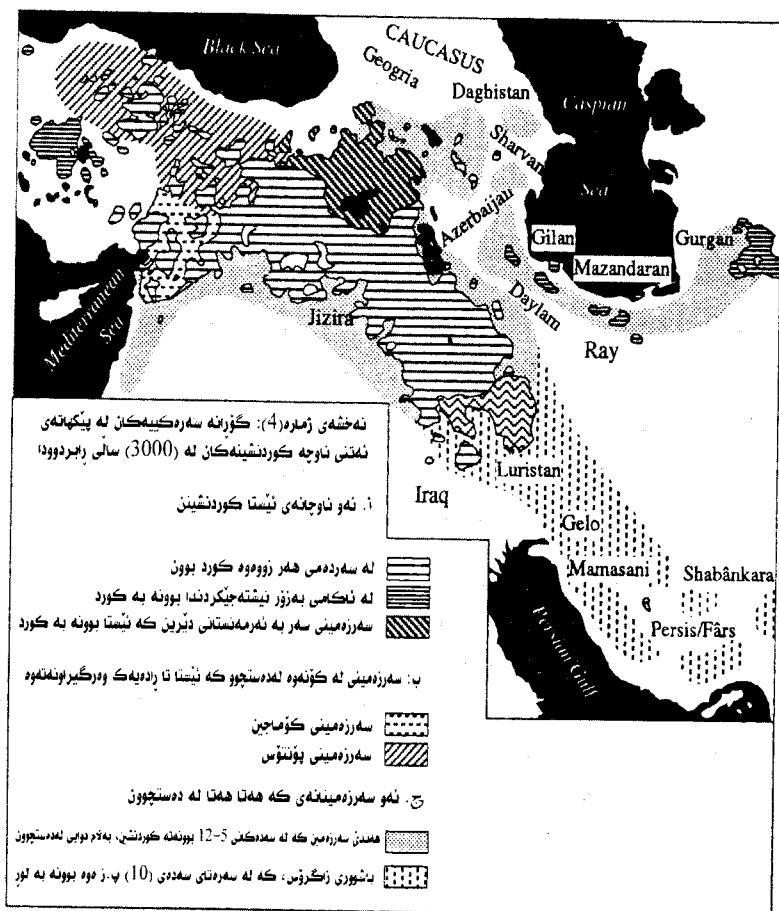 Black Sea
CAUCASUS
Geogria
Daghistan
Caspian
Sea
Sharvan
Azerbaijan
Gilan
Mazandaran
Gurgan
Daylam
Ray
Mediterranean
Sea
Jizira
Luristan
Iraq
Gelo
Mamasani
Shabânkara
Persis/Fârs
Persian Gulf
نەخشەی ژمارە(4): گۆڕانە سەرەکییەکان لە پێکهاتەی
ئەتنی ناوچە کوردنشینەکان لە (3000) ساڵی ڕابردوودا
أ. ئەو ناوچانەی ئێستا کوردنشینن
لە سەردەمی هەر زووەوە کورد بوون
لە ئاکامی بەزۆر نیشتەجێکردندا بوونە بە کورد
سەرزەمینی سەر بە ئەرمەنستانی دێرین کە ئێستا بوونە بە کورد
ب: سەرزەمینی لە کۆنەوە لەدەستچوو کە ئێستا تا ڕادەیەک وەرگیراونەتەوە
سەرزەمینی کۆماجین
سەرزەمینی پۆنتۆس
ج. ئەو سەرزەمینانەی کە هەتا هەتا لە دەستچوون
هەندێ سەرزەمین کە لە سەدەکانی 5-12 بوونەتە کوردنشین، بەلام دوایی لەدەستچوون
باشووری زاگرۆس، کە لە سەرەتای سەدەی (10) پ.ز ەوە بوونە بە لوڕ